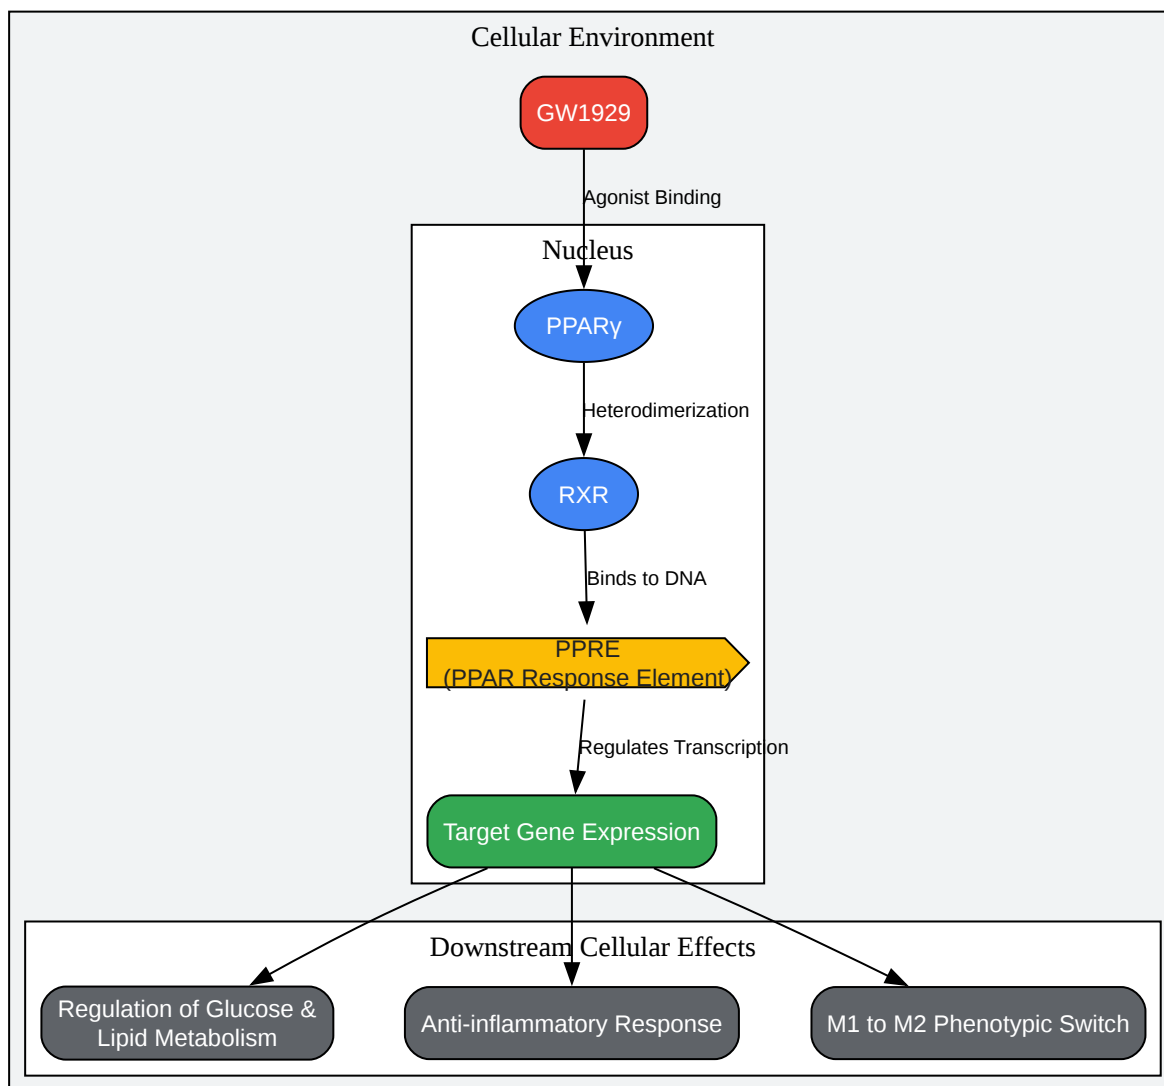 Cellular Environment
GW1929
Agonist Binding
Nucleus
PPARγ
Heterodimerization
RXR
Binds to DNA
PPRE
(PPAR Response Element)
Regulates Transcription
Target Gene Expression
Downstream Cellular Effects
Regulation of Glucose &
Lipid Metabolism
Anti-inflammatory Response
M1 to M2 Phenotypic Switch